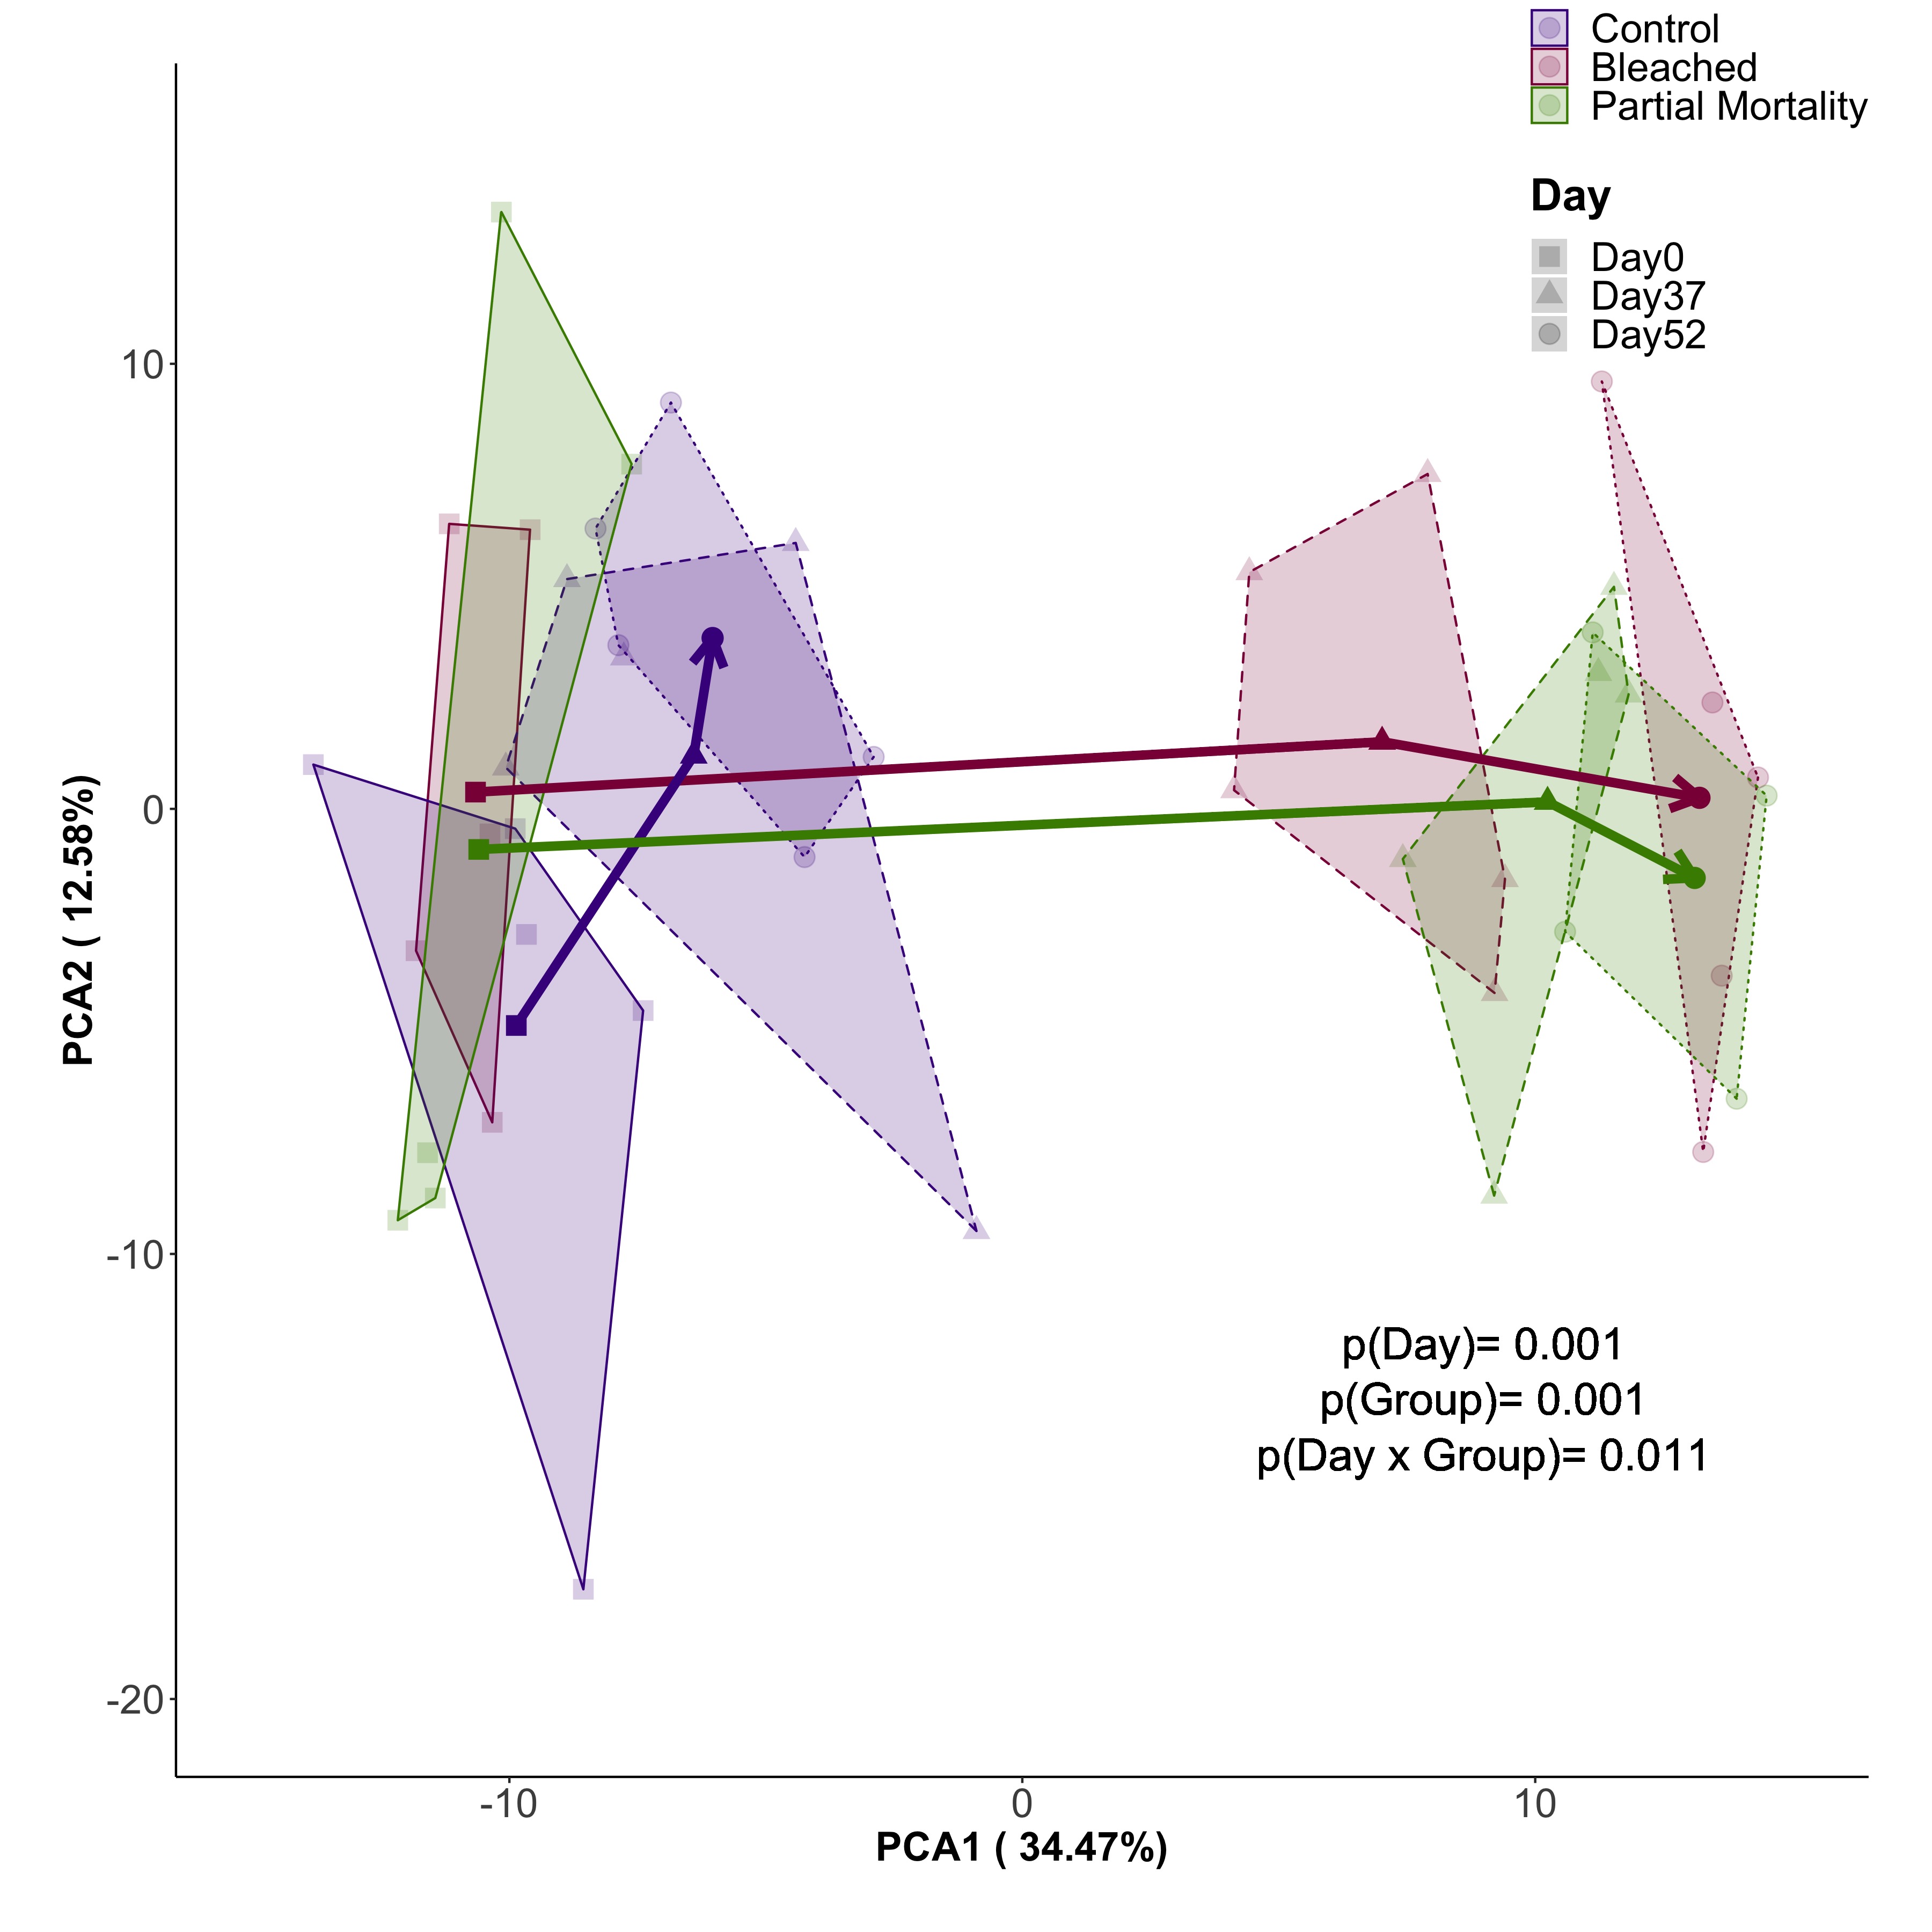 Control
Bleached
Partial Mortality
Day
Day0
Day37
Day52
10
0
-10
-20
PCA2 ( 12.58%)
p(Day)= 0.001
p(Group)= 0.001
p(Day x Group)= 0.011
-10
0
10
PCA1 ( 34.47%)